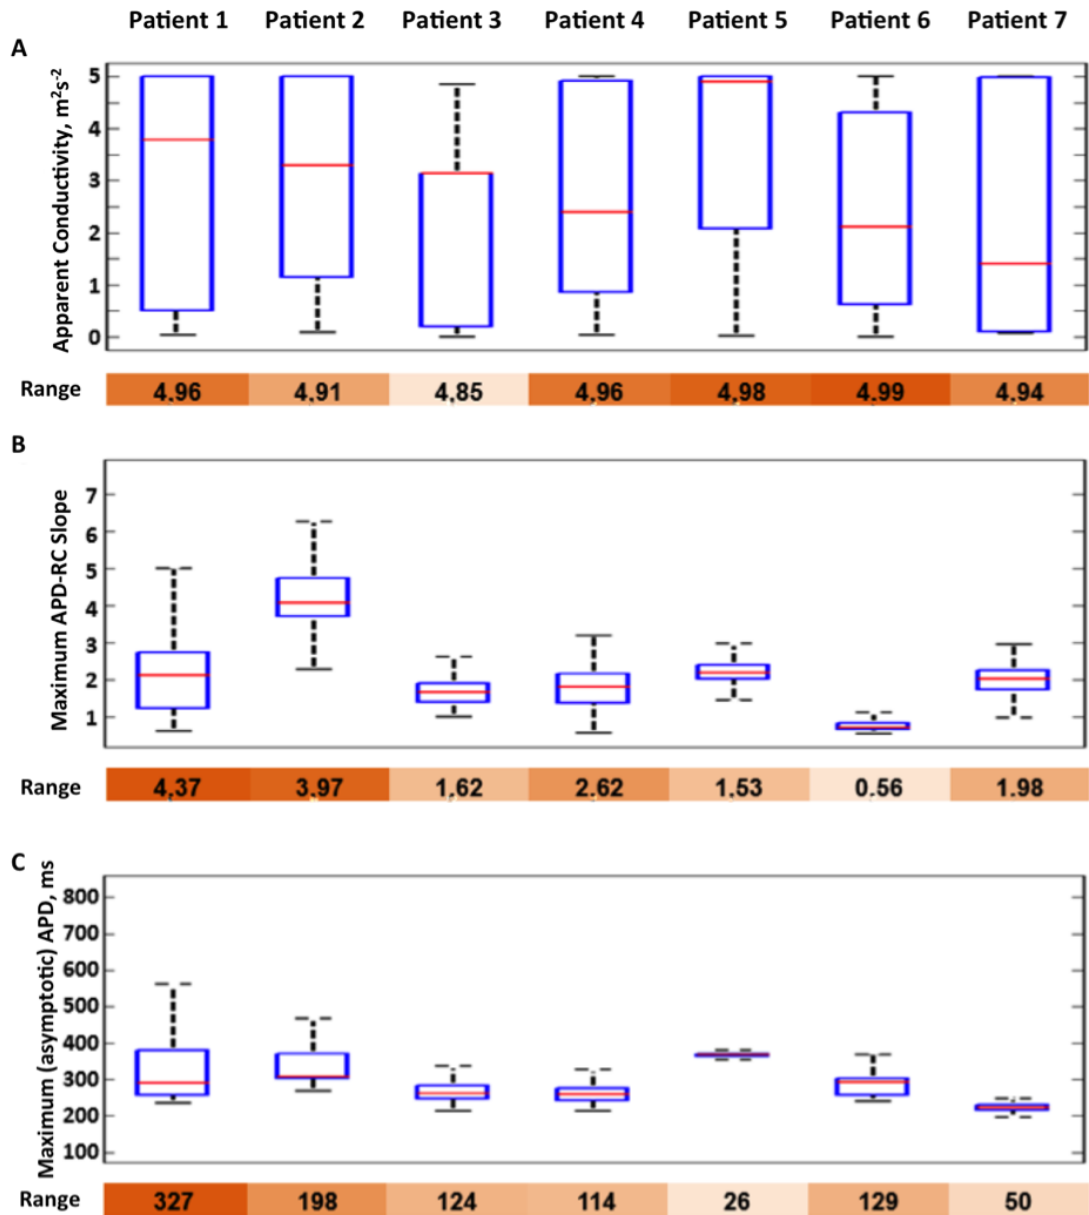 Patient 1 Patient 2 Patient 3 Patient 4 Patient 5 Patient 6 Patient 7
A
Apparent Conductivity, m²s⁻²
5
4
3
2
1
0
Range 4.96 4.91 4.85 4.96 4.98 4.99 4.94
B
Maximum APD-RC Slope
7
6
5
4
3
2
1
Range 4.37 3.97 1.62 2.62 1.53 0.56 1.98
C
Maximum (asymptotic) APD, ms
800
700
600
500
400
300
200
100
Range 327 198 124 114 26 129 50